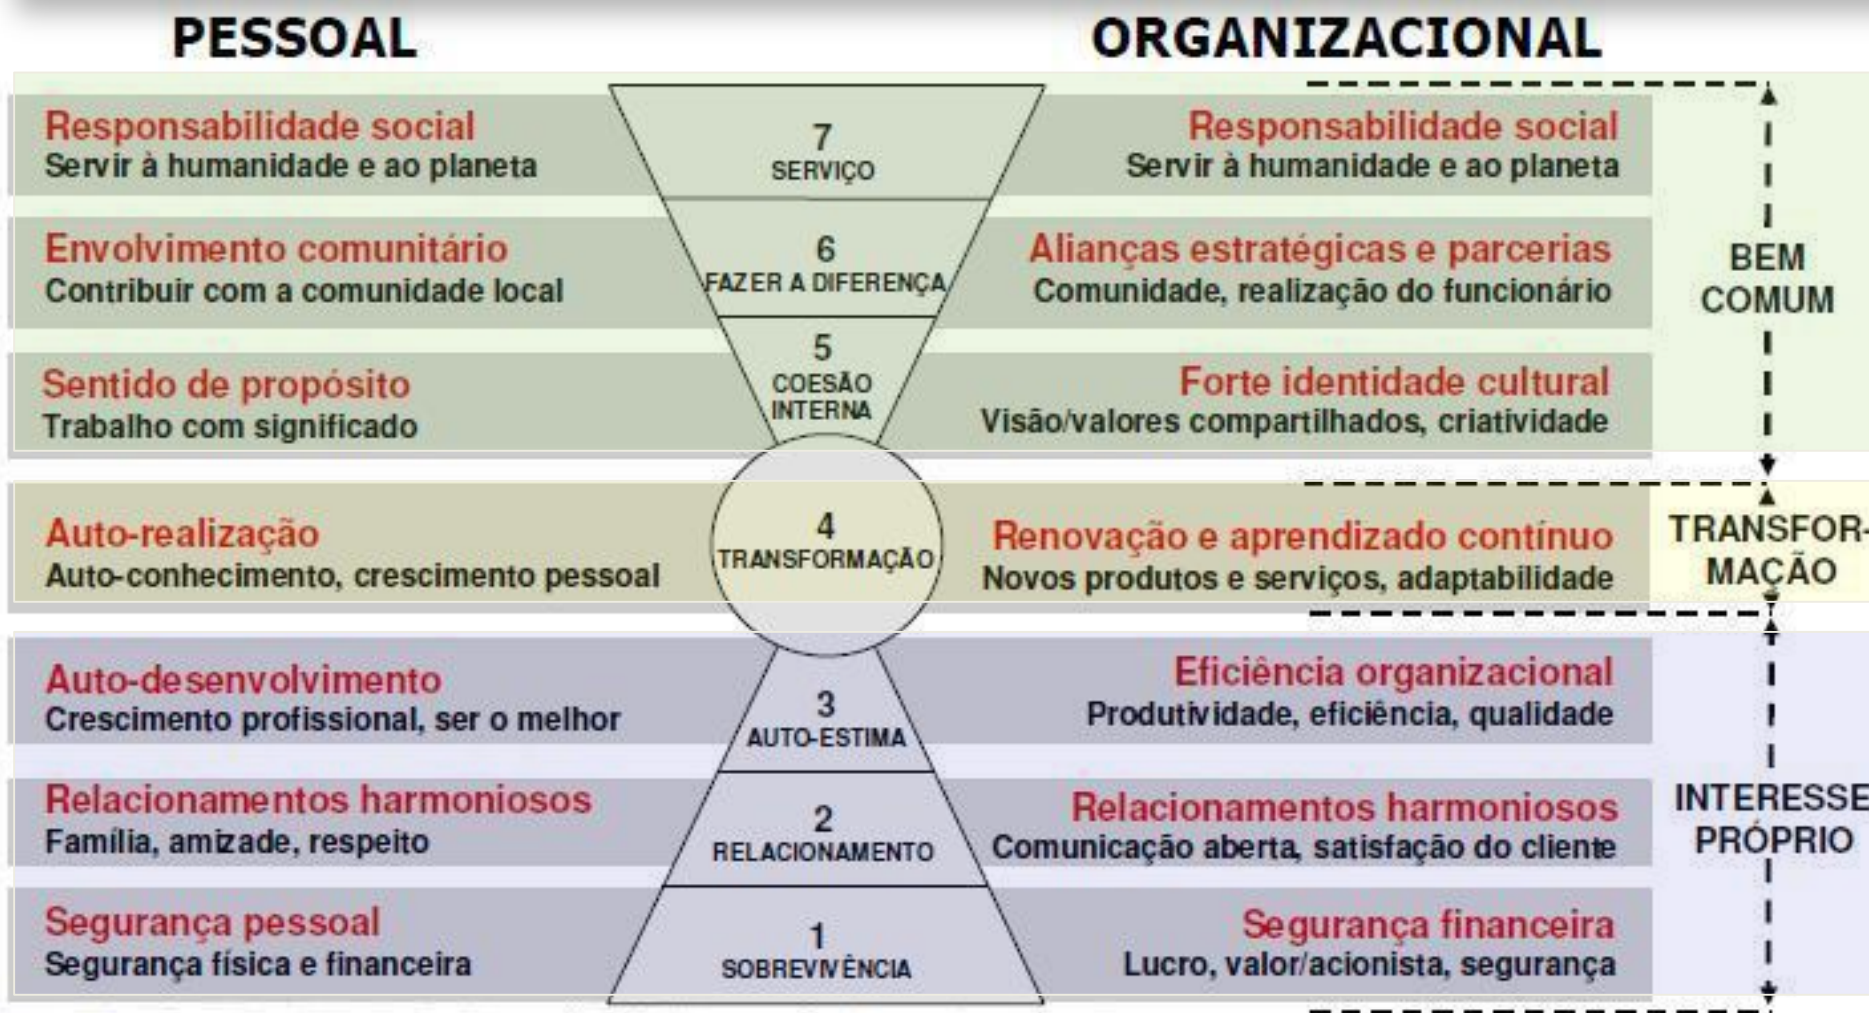 PESSOAL
ORGANIZACIONAL
Responsabilidade social
Servir à humanidade e ao planeta
7
SERVIÇO
Responsabilidade social
Servir à humanidade e ao planeta
Envolvimento comunitário
Contribuir com a comunidade local
6
FAZER A DIFERENÇA
Alianças estratégicas e parcerias
Comunidade, realização do funcionário
BEM
COMUM
Sentido de propósito
Trabalho com significado
5
COESÃO
INTERNA
Forte identidade cultural
Visão/valores compartilhados, criatividade
Auto-realização
Auto-conhecimento, crescimento pessoal
4
TRANSFORMAÇÃO
Renovação e aprendizado contínuo
Novos produtos e serviços, adaptabilidade
TRANSFOR-
MAÇÃO
Auto-desenvolvimento
Crescimento profissional, ser o melhor
3
AUTO-ESTIMA
Eficiência organizacional
Produtividade, eficiência, qualidade
Relacionamentos harmoniosos
Família, amizade, respeito
2
RELACIONAMENTO
Relacionamentos harmoniosos
Comunicação aberta, satisfação do cliente
INTERESSE
PRÓPRIO
Segurança pessoal
Segurança física e financeira
1
SOBREVIVÊNCIA
Segurança financeira
Lucro, valor/acionista, segurança